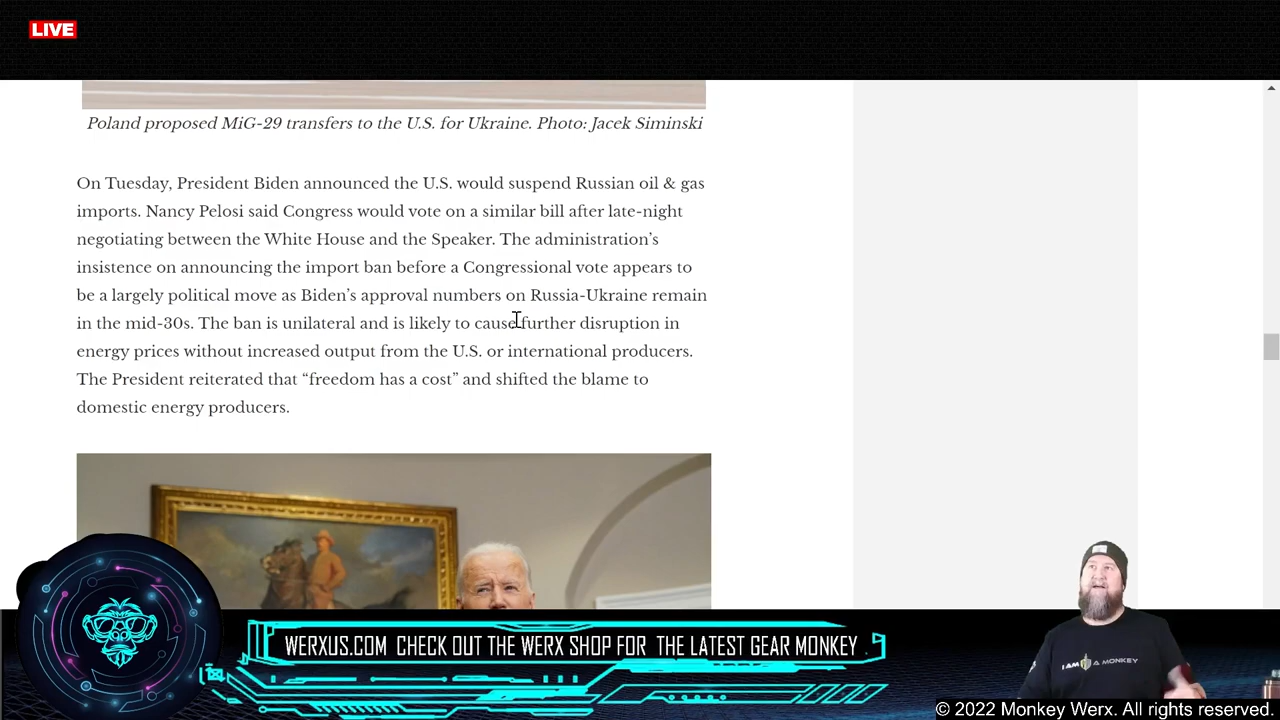 LIVE
Poland proposed MiG-29 transfers to the U.S. for Ukraine. Photo: Jacek Siminski
On Tuesday, President Biden announced the U.S. would suspend Russian oil & gas
imports. Nancy Pelosi said Congress would vote on a similar bill after late-night
negotiating between the White House and the Speaker. The administration’s
insistence on announcing the import ban before a Congressional vote appears to
be a largely political move as Biden’s approval numbers on Russia-Ukraine remain
in the mid-30s. The ban is unilateral and is likely to cause further disruption in
energy prices without increased output from the U.S. or international producers.
The President reiterated that “freedom has a cost” and shifted the blame to
domestic energy producers.
WERXUS.COM CHECK OUT THE WERX SHOP FOR THE LATEST GEAR MONKEY
I AM A MONKEY
© 2022 Monkey Werx. All rights reserved.